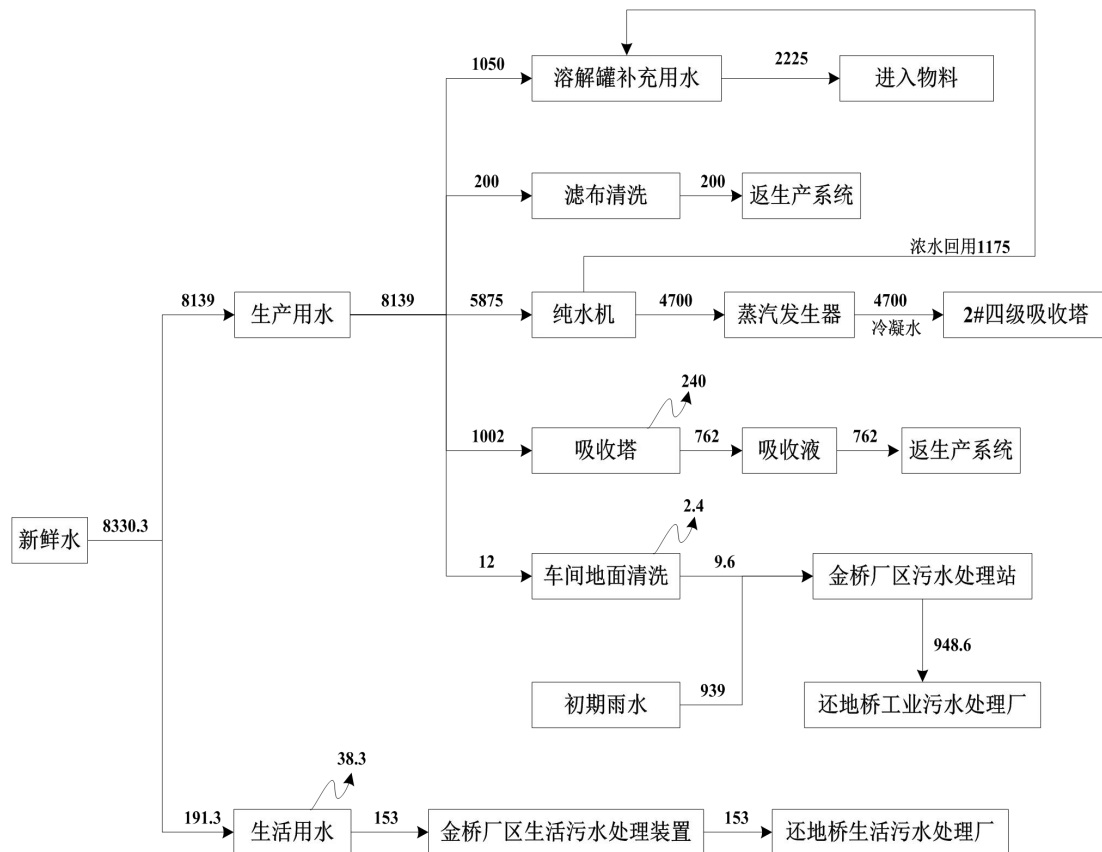 1050
溶解罐补充用水
2225
进入物料
200
滤布清洗
200
返生产系统
浓水回用1175
8139
生产用水
8139
5875
纯水机
4700
蒸汽发生器
4700
冷凝水
2#四级吸收塔
240
1002
吸收塔
762
吸收液
762
返生产系统
新鲜水
8330.3
2.4
12
车间地面清洗
9.6
金桥厂区污水处理站
948.6
初期雨水
939
还地桥工业污水处理厂
38.3
191.3
生活用水
153
金桥厂区生活污水处理装置
153
还地桥生活污水处理厂